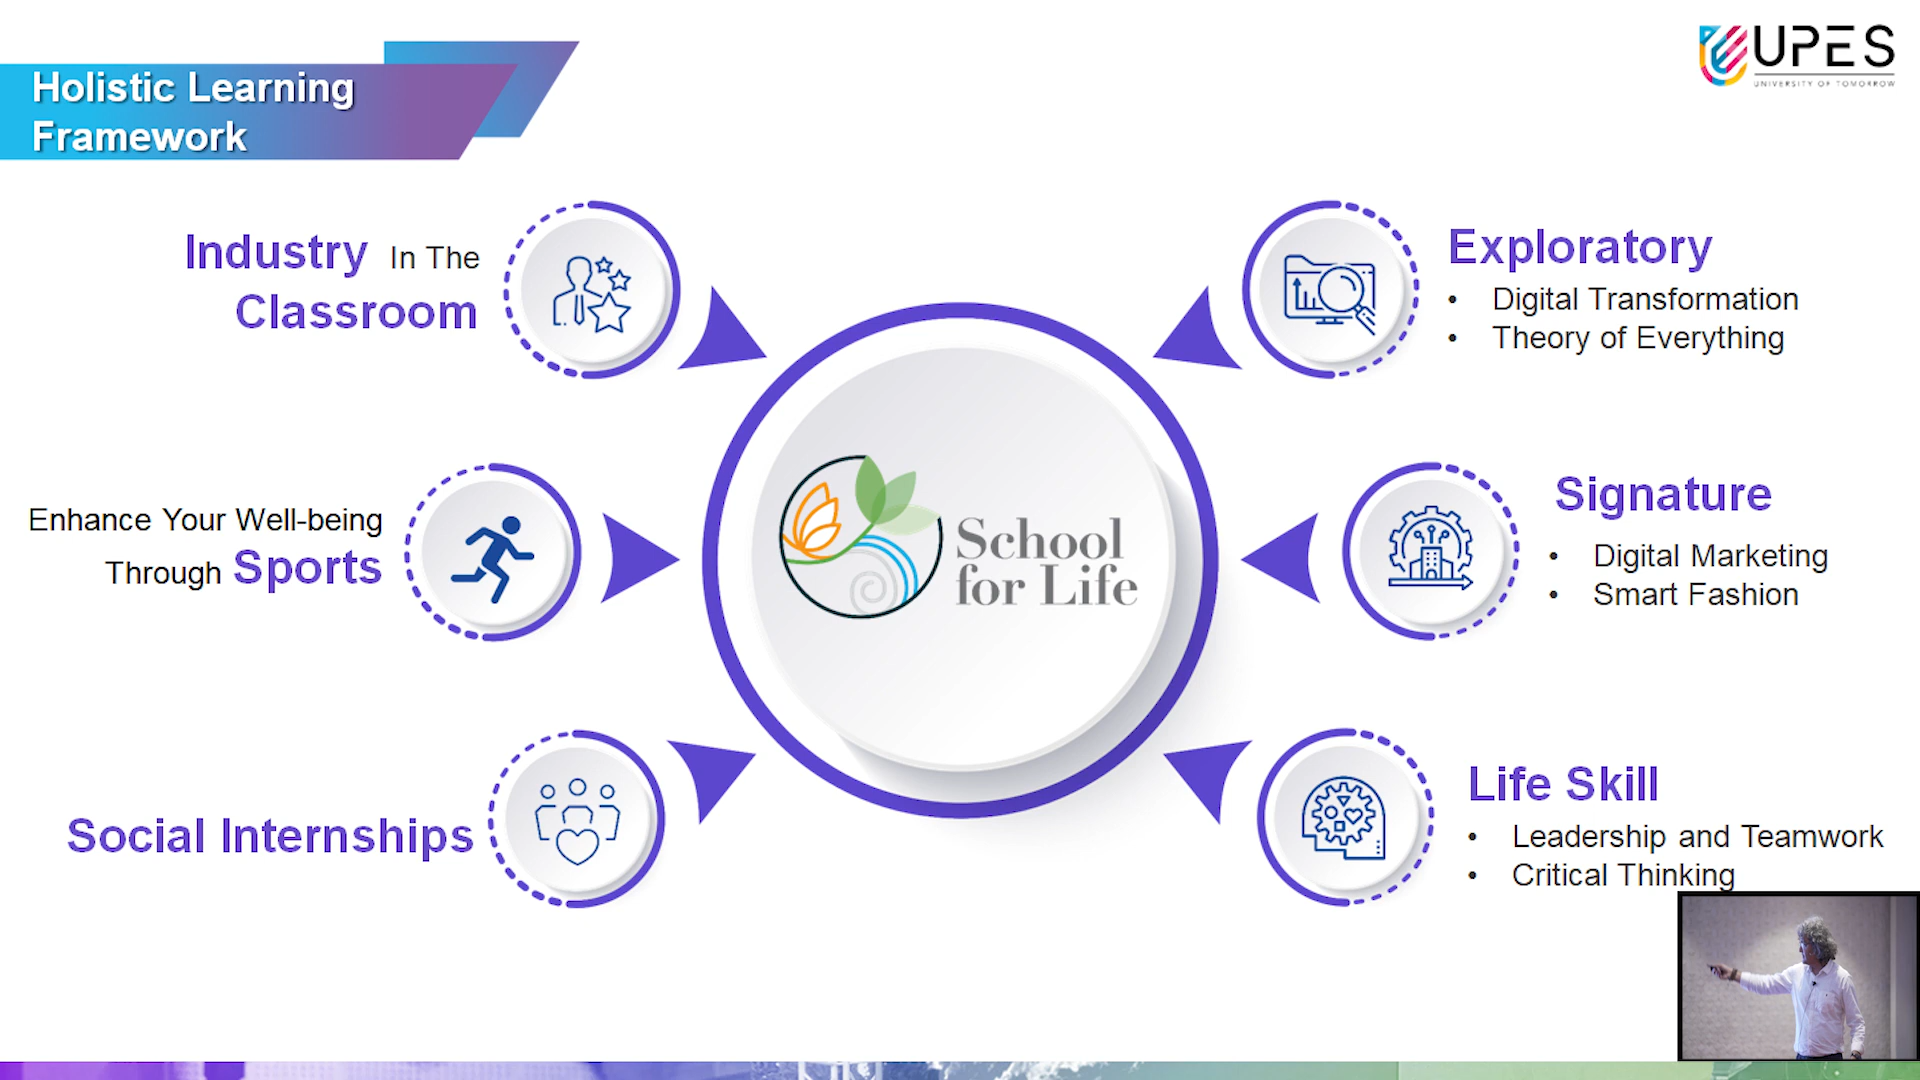 Holistic Learning
Framework
UPES
UNIVERSITY OF TOMORROW
Industry In The
Classroom
Enhance Your Well-being
Through Sports
Social Internships
School
for Life
Exploratory
• Digital Transformation
• Theory of Everything
Signature
• Digital Marketing
• Smart Fashion
Life Skill
• Leadership and Teamwork
• Critical Thinking